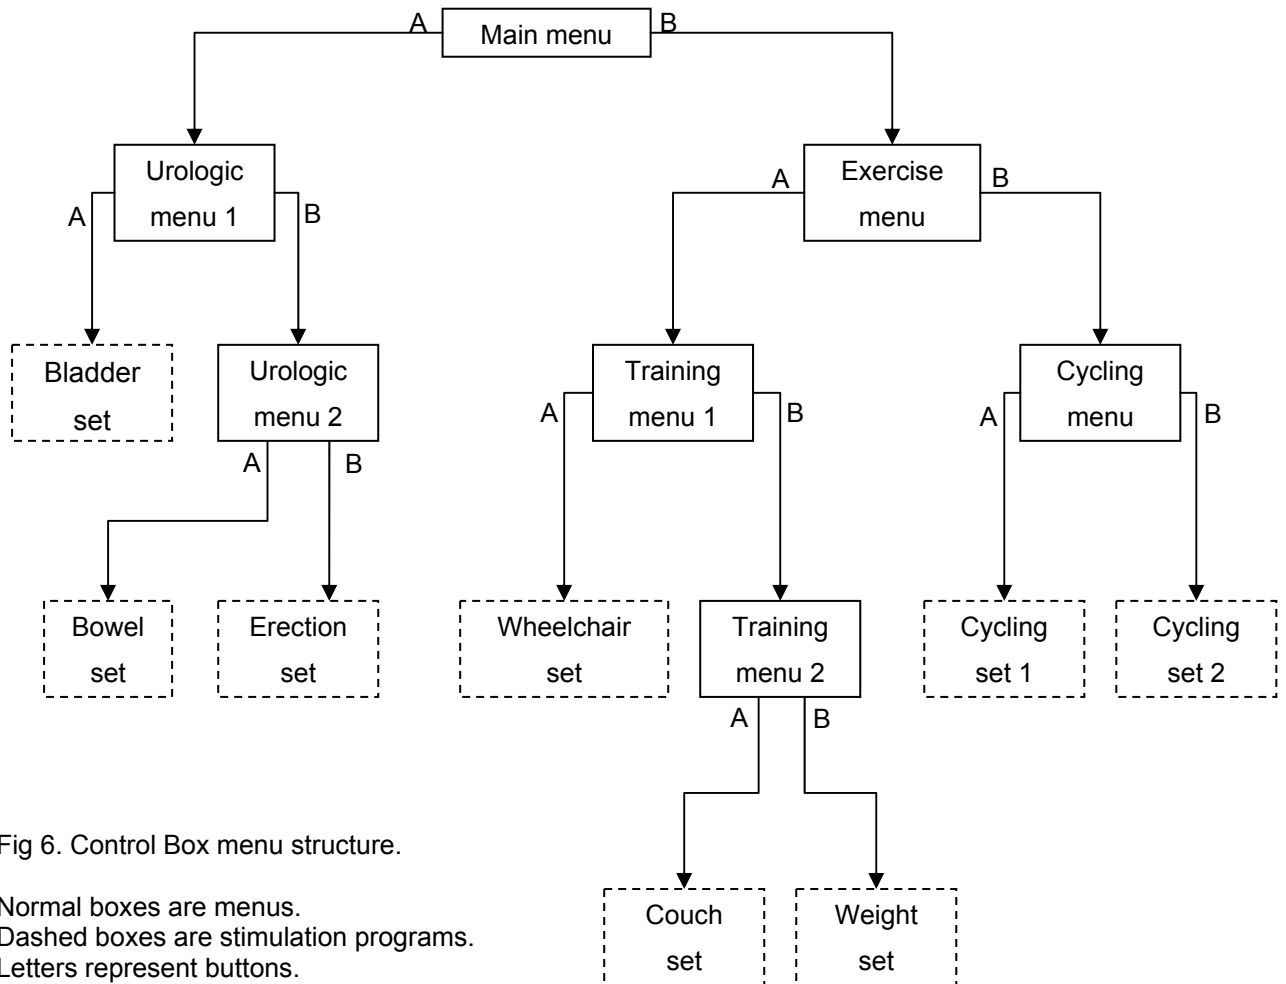 A
Main menu
B
Urologic
menu 1
Exercise
menu
A
B
A
B
Bladder
set
Urologic
menu 2
Training
menu 1
Cycling
menu
A
B
A
B
A
B
Bowel
set
Erection
set
Wheelchair
set
Training
menu 2
Cycling
set 1
Cycling
set 2
A
B
Fig 6. Control Box menu structure.
Normal boxes are menus.
Dashed boxes are stimulation programs.
Letters represent buttons.
Couch
set
Weight
set